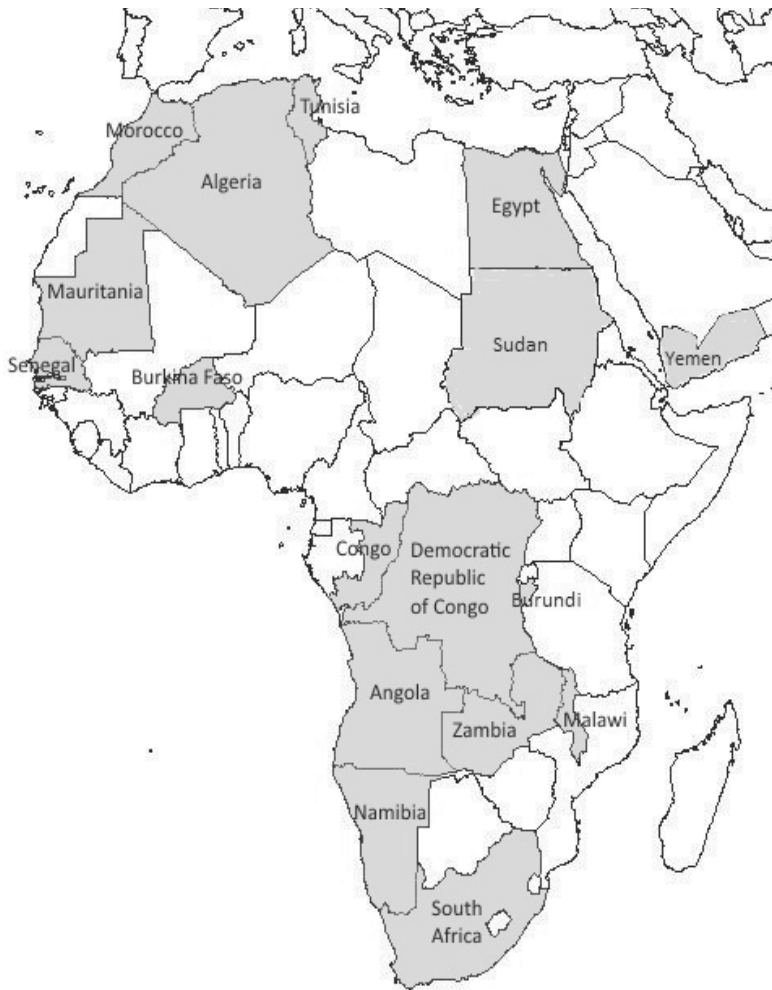 Tunisia
Morocco
Algeria
Egypt
Mauritania
Sudan
Yemen
Senegal
Burkina Faso
Congo
Democratic
Republic
of Congo
Burundi
Angola
Zambia
Malawi
Namibia
South
Africa